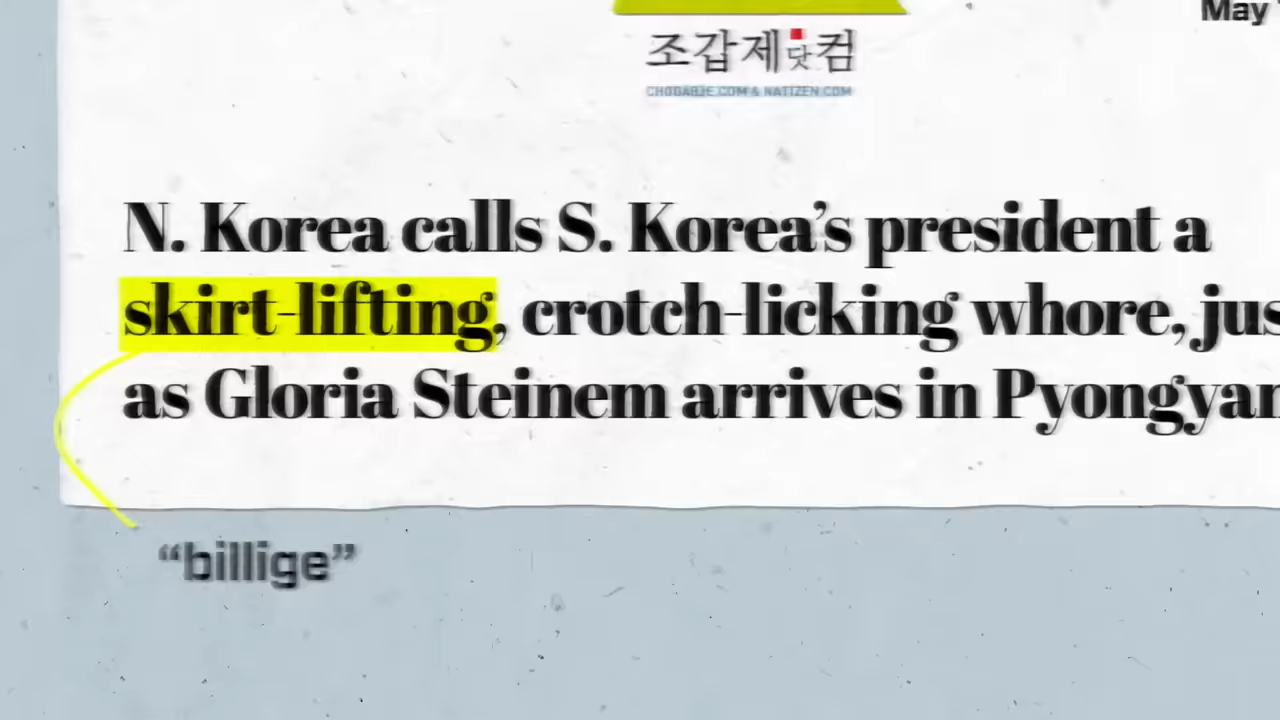 May
조갑제닷컴
CHOGABJE.COM & NATIZEN.COM
N. Korea calls S. Korea’s president a
skirt-lifting, crotch-licking whore, jus
as Gloria Steinem arrives in Pyongyan
“billige”